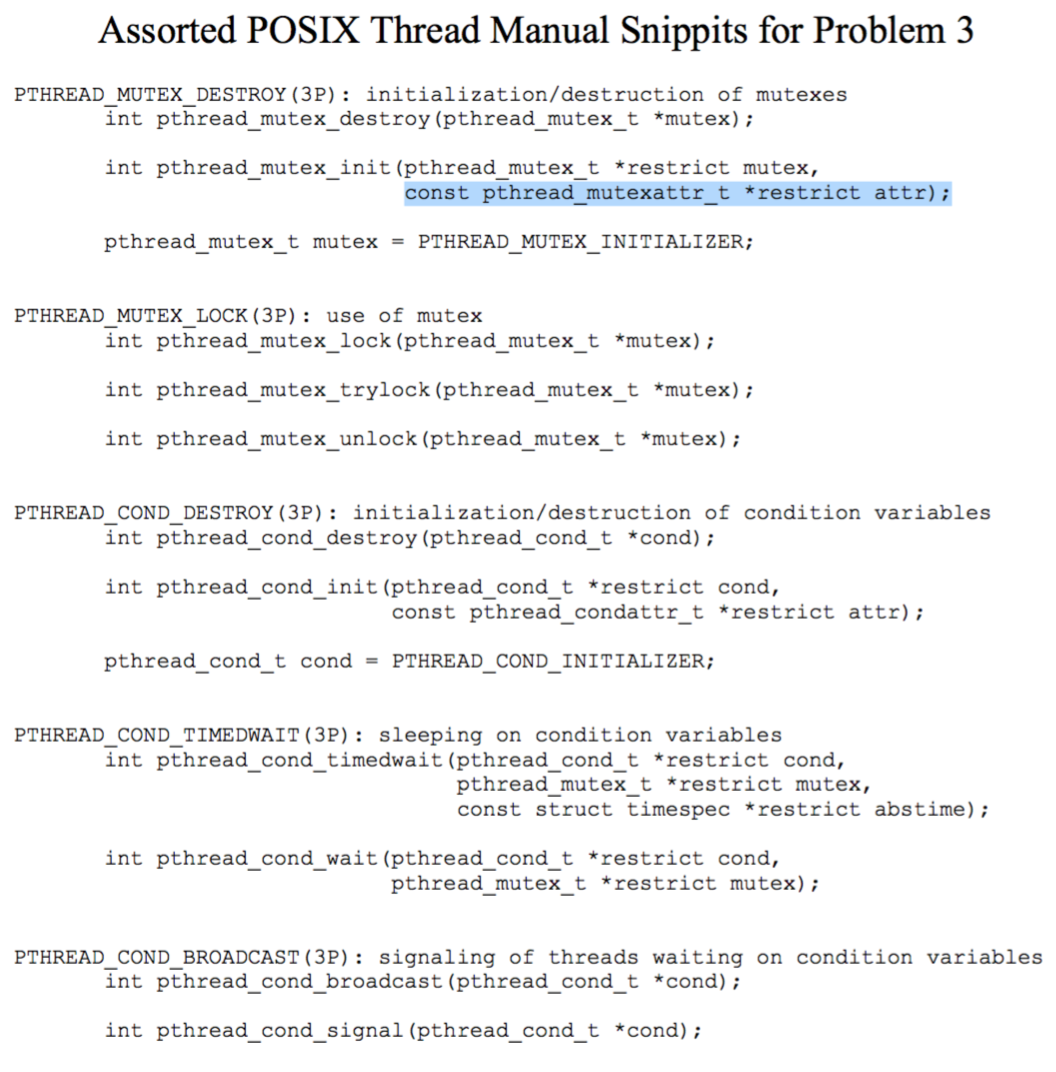 Assorted POSIX Thread Manual Snippits for Problem 3
PTHREAD_MUTEX_DESTROY(3P): initialization/destruction of mutexes
int pthread_mutex_destroy(pthread_mutex_t *mutex);
int pthread_mutex_init(pthread_mutex_t *restrict mutex,
const pthread_mutexattr_t *restrict attr);
pthread_mutex_t mutex = PTHREAD_MUTEX_INITIALIZER;
PTHREAD_MUTEX_LOCK(3P): use of mutex
int pthread_mutex_lock(pthread_mutex_t *mutex);
int pthread_mutex_trylock(pthread_mutex_t *mutex);
int pthread_mutex_unlock(pthread_mutex_t *mutex);
PTHREAD_COND_DESTROY(3P): initialization/destruction of condition variables
int pthread_cond_destroy(pthread_cond_t *cond);
int pthread_cond_init(pthread_cond_t *restrict cond,
const pthread_condattr_t *restrict attr);
pthread_cond_t cond = PTHREAD_COND_INITIALIZER;
PTHREAD_COND_TIMEDWAIT(3P): sleeping on condition variables
int pthread_cond_timedwait(pthread_cond_t *restrict cond,
pthread_mutex_t *restrict mutex,
const struct timespec *restrict abstime);
int pthread_cond_wait(pthread_cond_t *restrict cond,
pthread_mutex_t *restrict mutex);
PTHREAD_COND_BROADCAST(3P): signaling of threads waiting on condition variables
int pthread_cond_broadcast(pthread_cond_t *cond);
int pthread_cond_signal(pthread_cond_t *cond);